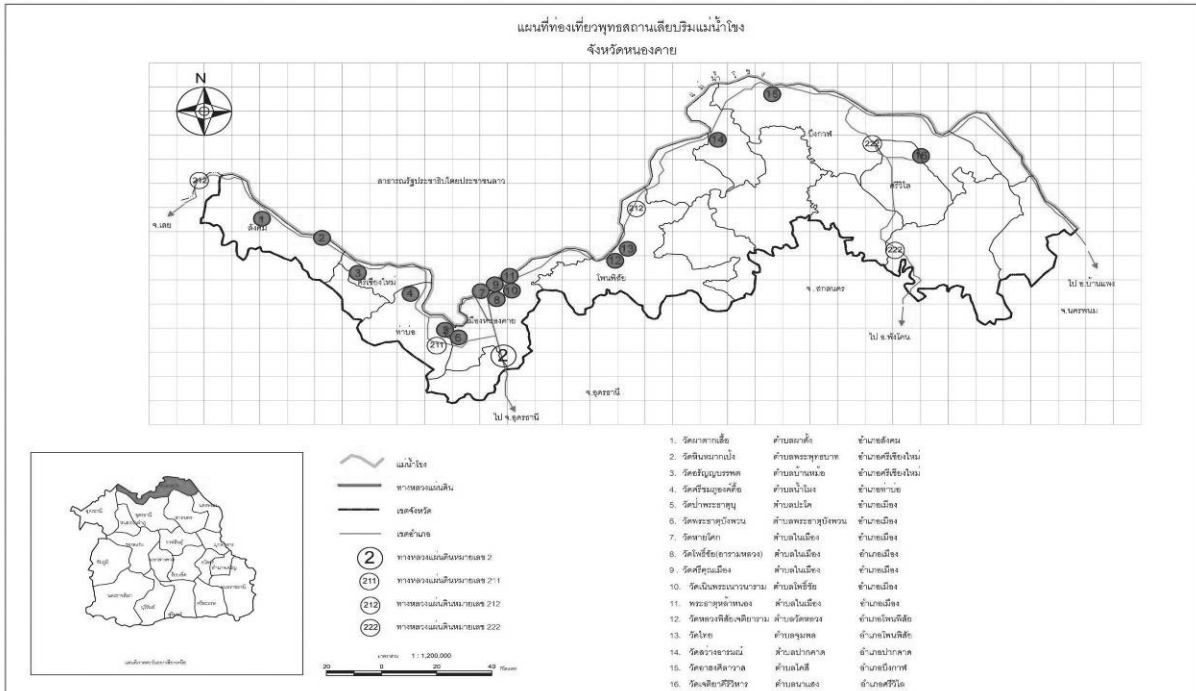 แผนที่ท่องเที่ยวพุทธสถานเลียบริมแม่น้ำโขง
จังหวัดหนองคาย
N
แม่น้ำโขง
15
14
บึงกาฬ
222
16
212
สาธารณรัฐประชาธิปไตยประชาชนลาว
ศรีวิไล
212
จ.เลย
1
สังคม
2
13
12
โพนพิสัย
222
3
ศรีเชียงใหม่
4
11
9
7
10
8
จ.สกลนคร
ไป อ.บ้านแพง
จ.นครพนม
เมืองหนองคาย
ท่าบ่อ
6
211
2
ไป อ.พังโคน
จ.อุดรธานี
ไป จ.อุดรธานี
แม่น้ำโขง
ทางหลวงแผ่นดิน
เขตจังหวัด
เขตอำเภอ
2 ทางหลวงแผ่นดินหมายเลข 2
211 ทางหลวงแผ่นดินหมายเลข 211
212 ทางหลวงแผ่นดินหมายเลข 212
222 ทางหลวงแผ่นดินหมายเลข 222
มาตราส่วน 1 : 1,200,000
20 0 20 40
1. วัดผาตากเสื้อ ตำบลผาตั้ง อำเภอสังคม
2. วัดหินหมากเป้ง ตำบลพระพุทธบาท อำเภอศรีเชียงใหม่
3. วัดอรัญญบรรพต ตำบลบ้านหม้อ อำเภอศรีเชียงใหม่
4. วัดศรีชมภูองค์ตื้อ ตำบลน้ำโมง อำเภอท่าบ่อ
5. วัดป่าพระธาตุบุ ตำบลปะโค อำเภอเมือง
6. วัดพระธาตุบังพวน ตำบลพระธาตุบังพวน อำเภอเมือง
7. วัดหายโศก ตำบลในเมือง อำเภอเมือง
8. วัดโพธิ์ชัย(อารามหลวง) ตำบลในเมือง อำเภอเมือง
9. วัดศรีคุณเมือง ตำบลในเมือง อำเภอเมือง
10. วัดเนินพระเนาวนาราม ตำบลโพธิ์ชัย อำเภอเมือง
11. พระธาตุหล้าหนอง ตำบลในเมือง อำเภอเมือง
12. วัดหลวงพิสัยเจติยาราม ตำบลวัดหลวง อำเภอโพนพิสัย
13. วัดไทย ตำบลจุมพล อำเภอโพนพิสัย
14. วัดสว่างอารมณ์ ตำบลปากคาด อำเภอปากคาด
15. วัดอาฮงศิลาวาส ตำบลไคสี อำเภอบึงกาฬ
16. วัดเจติยาคีรีวิหาร ตำบลนาแสง อำเภอศรีวิไล